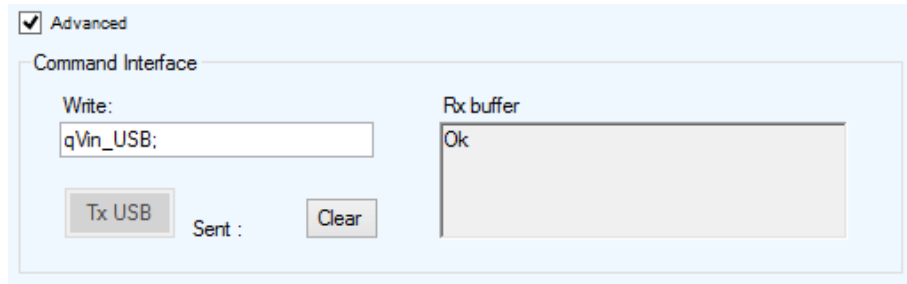 Advanced
Command Interface
Write:
qVin_USB;
Rx buffer
Ok
Tx USB
Sent :
Clear